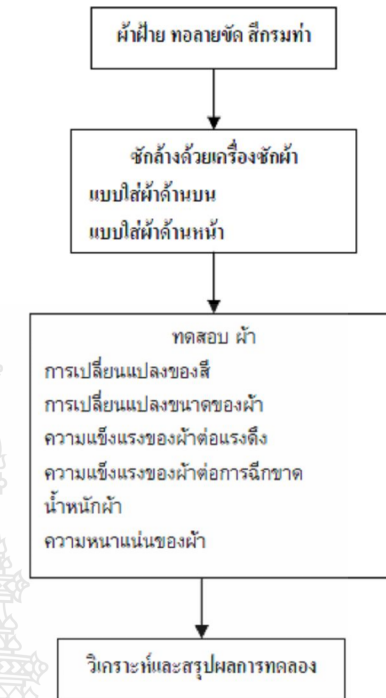 ผ้าฝ้าย ทอลายขัด สีกรมท่า
ซักล้างด้วยเครื่องซักผ้า
แบบใส่ผ้าด้านบน
แบบใส่ผ้าด้านหน้า
ทดสอบ ผ้า
การเปลี่ยนแปลงของสี
การเปลี่ยนแปลงขนาดของผ้า
ความแข็งแรงของผ้าต่อแรงดึง
ความแข็งแรงของผ้าต่อการฉีกขาด
น้ำหนักผ้า
ความหนาแน่นของผ้า
วิเคราะห์และสรุปผลการทดลอง